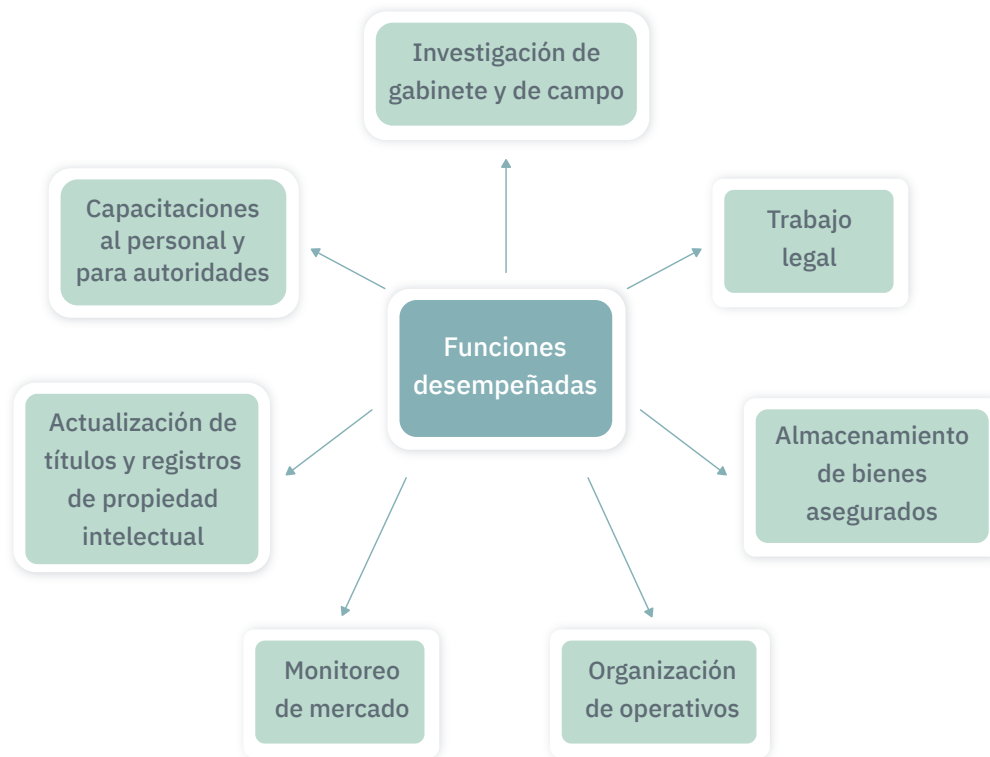 Investigación de
gabinete y de campo
Capacitaciones
al personal y
para autoridades
Trabajo
legal
Funciones
desempeñadas
Actualización de
títulos y registros
de propiedad
intelectual
Almacenamiento
de bienes
asegurados
Monitoreo
de mercado
Organización
de operativos